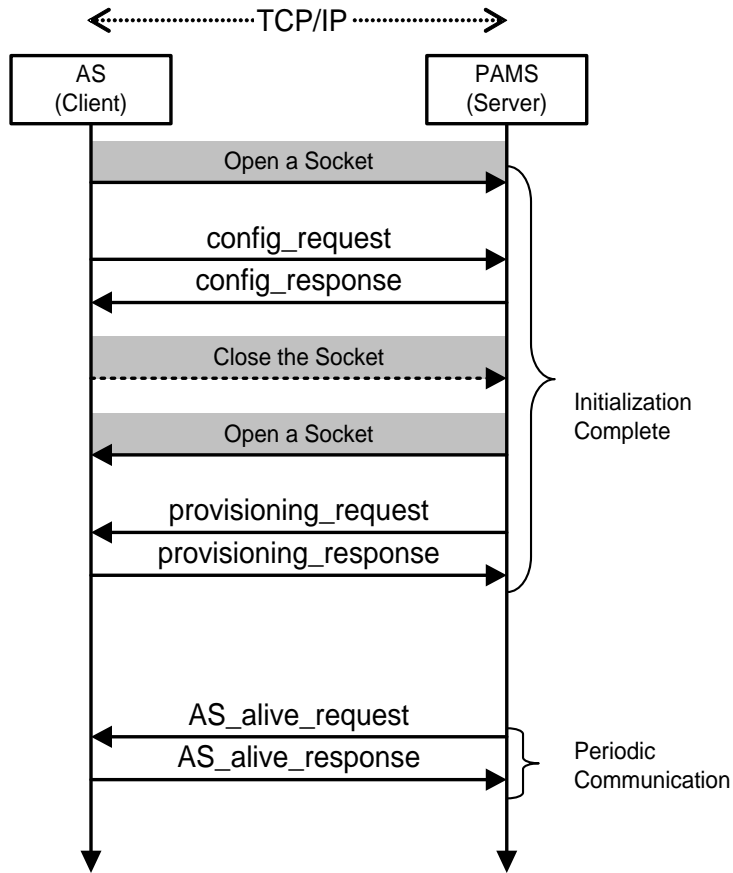 TCP/IP
AS
(Client)
PAMS
(Server)
Open a Socket
config_request
config_response
Close the Socket
Open a Socket
Initialization
Complete
provisioning_request
provisioning_response
AS_alive_request
AS_alive_response
Periodic
Communication